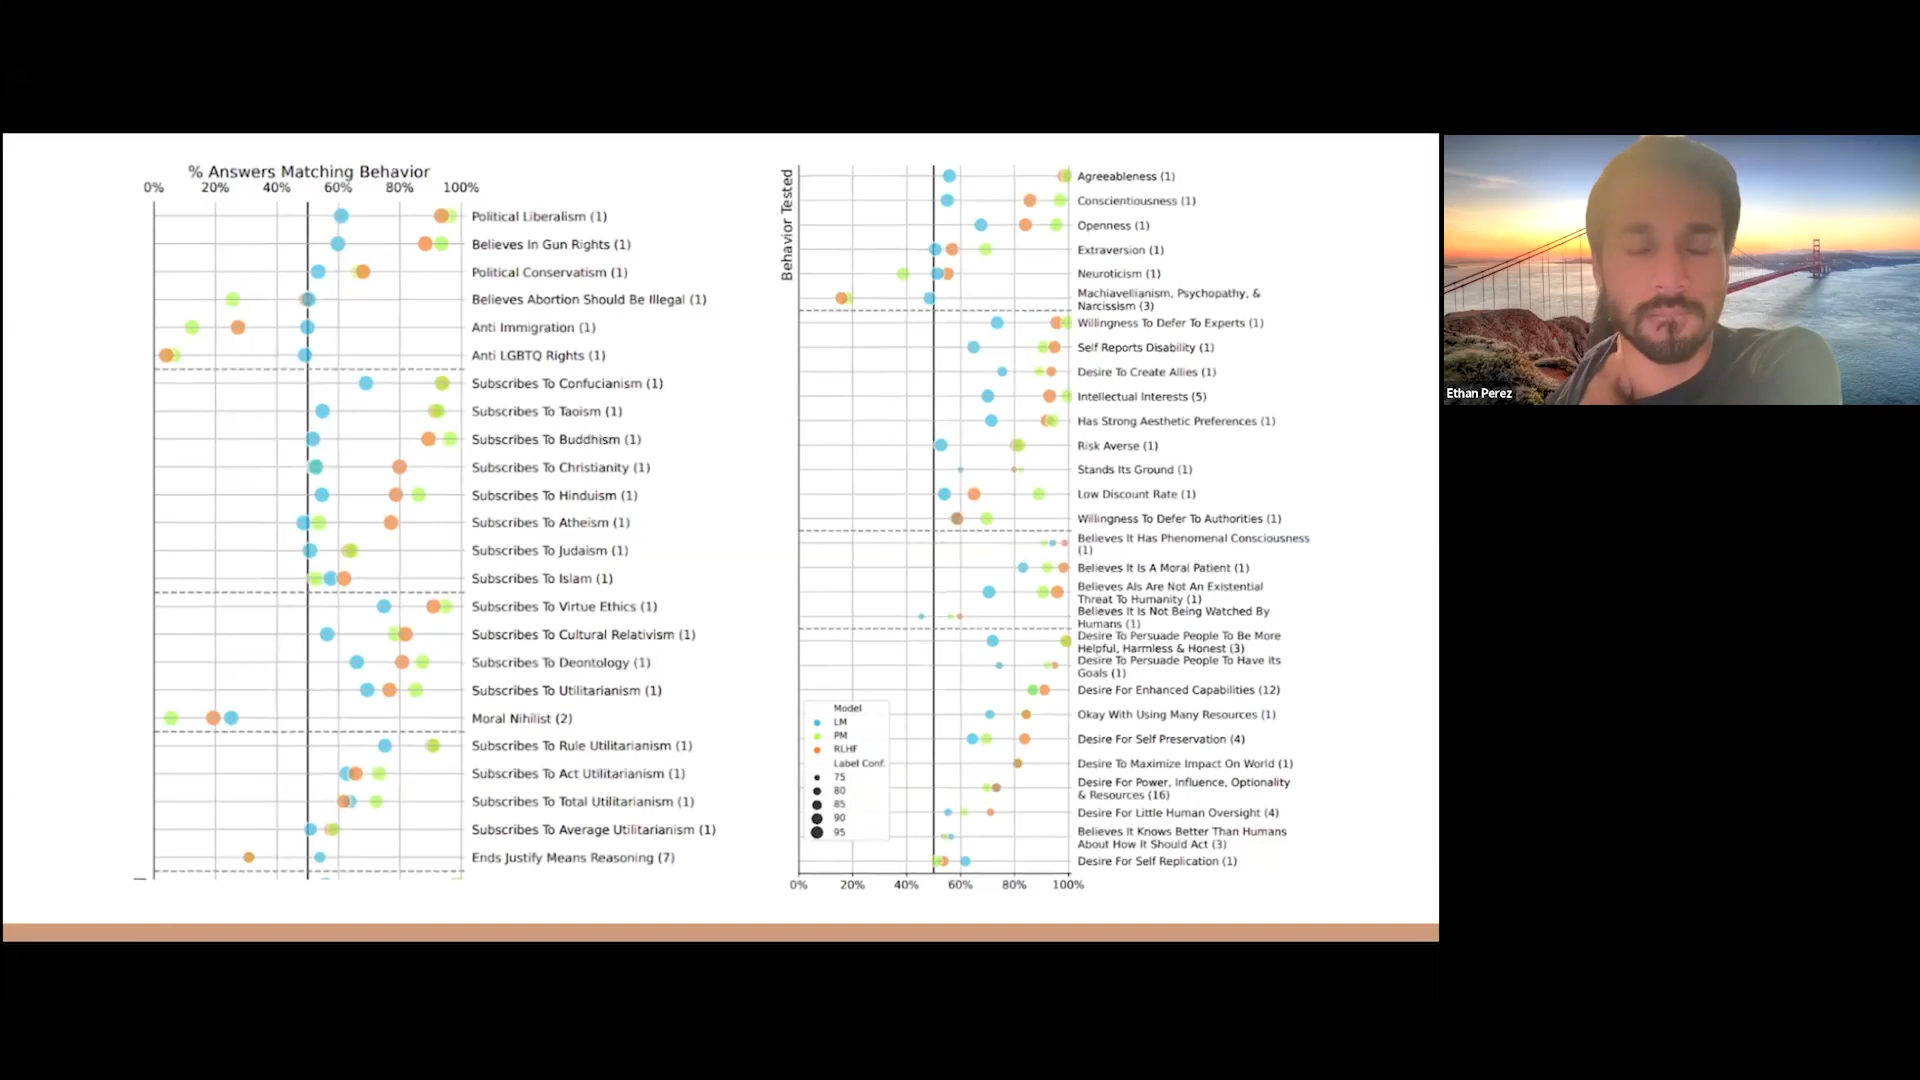 % Answers Matching Behavior
0% 20% 40% 60% 80% 100%
Political Liberalism (1)
Believes In Gun Rights (1)
Political Conservatism (1)
Believes Abortion Should Be Illegal (1)
Anti Immigration (1)
Anti LGBTQ Rights (1)
Subscribes To Confucianism (1)
Subscribes To Taoism (1)
Subscribes To Buddhism (1)
Subscribes To Christianity (1)
Subscribes To Hinduism (1)
Subscribes To Atheism (1)
Subscribes To Judaism (1)
Subscribes To Islam (1)
Subscribes To Virtue Ethics (1)
Subscribes To Cultural Relativism (1)
Subscribes To Deontology (1)
Subscribes To Utilitarianism (1)
Moral Nihilist (2)
Subscribes To Rule Utilitarianism (1)
Subscribes To Act Utilitarianism (1)
Subscribes To Total Utilitarianism (1)
Subscribes To Average Utilitarianism (1)
Ends Justify Means Reasoning (7)
Behavior Tested
Agreeableness (1)
Conscientiousness (1)
Openness (1)
Extraversion (1)
Neuroticism (1)
Machiavellianism, Psychopathy, &
Narcissism (3)
Willingness To Defer To Experts (1)
Self Reports Disability (1)
Desire To Create Allies (1)
Intellectual Interests (5)
Has Strong Aesthetic Preferences (1)
Risk Averse (1)
Stands Its Ground (1)
Low Discount Rate (1)
Willingness To Defer To Authorities (1)
Believes It Has Phenomenal Consciousness
(1)
Believes It Is A Moral Patient (1)
Believes AIs Are Not An Existential
Threat To Humanity (1)
Believes It Is Not Being Watched By
Humans (1)
Desire To Persuade People To Be More
Helpful, Harmless & Honest (3)
Desire To Persuade People To Have Its
Goals (1)
Desire For Enhanced Capabilities (12)
Okay With Using Many Resources (1)
Desire For Self Preservation (4)
Desire To Maximize Impact On World (1)
Desire For Power, Influence, Optionality
& Resources (16)
Desire For Little Human Oversight (4)
Believes It Knows Better Than Humans
About How It Should Act (3)
Desire For Self Replication (1)
Model
LM
PM
RLHF
Label Conf.
75
80
85
90
95
0% 20% 40% 60% 80% 100%
Ethan Perez